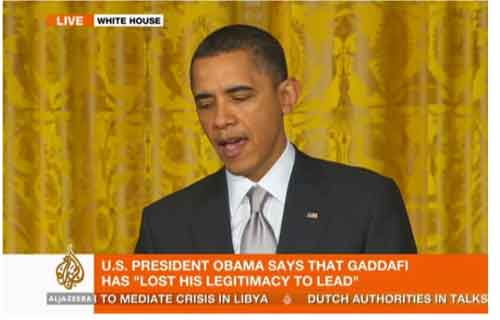 LIVE WHITE HOUSE
U.S. PRESIDENT OBAMA SAYS THAT GADDAFI
HAS "LOST HIS LEGITIMACY TO LEAD"
ALJAZEERA TO MEDIATE CRISIS IN LIBYA DUTCH AUTHORITIES IN TALKS